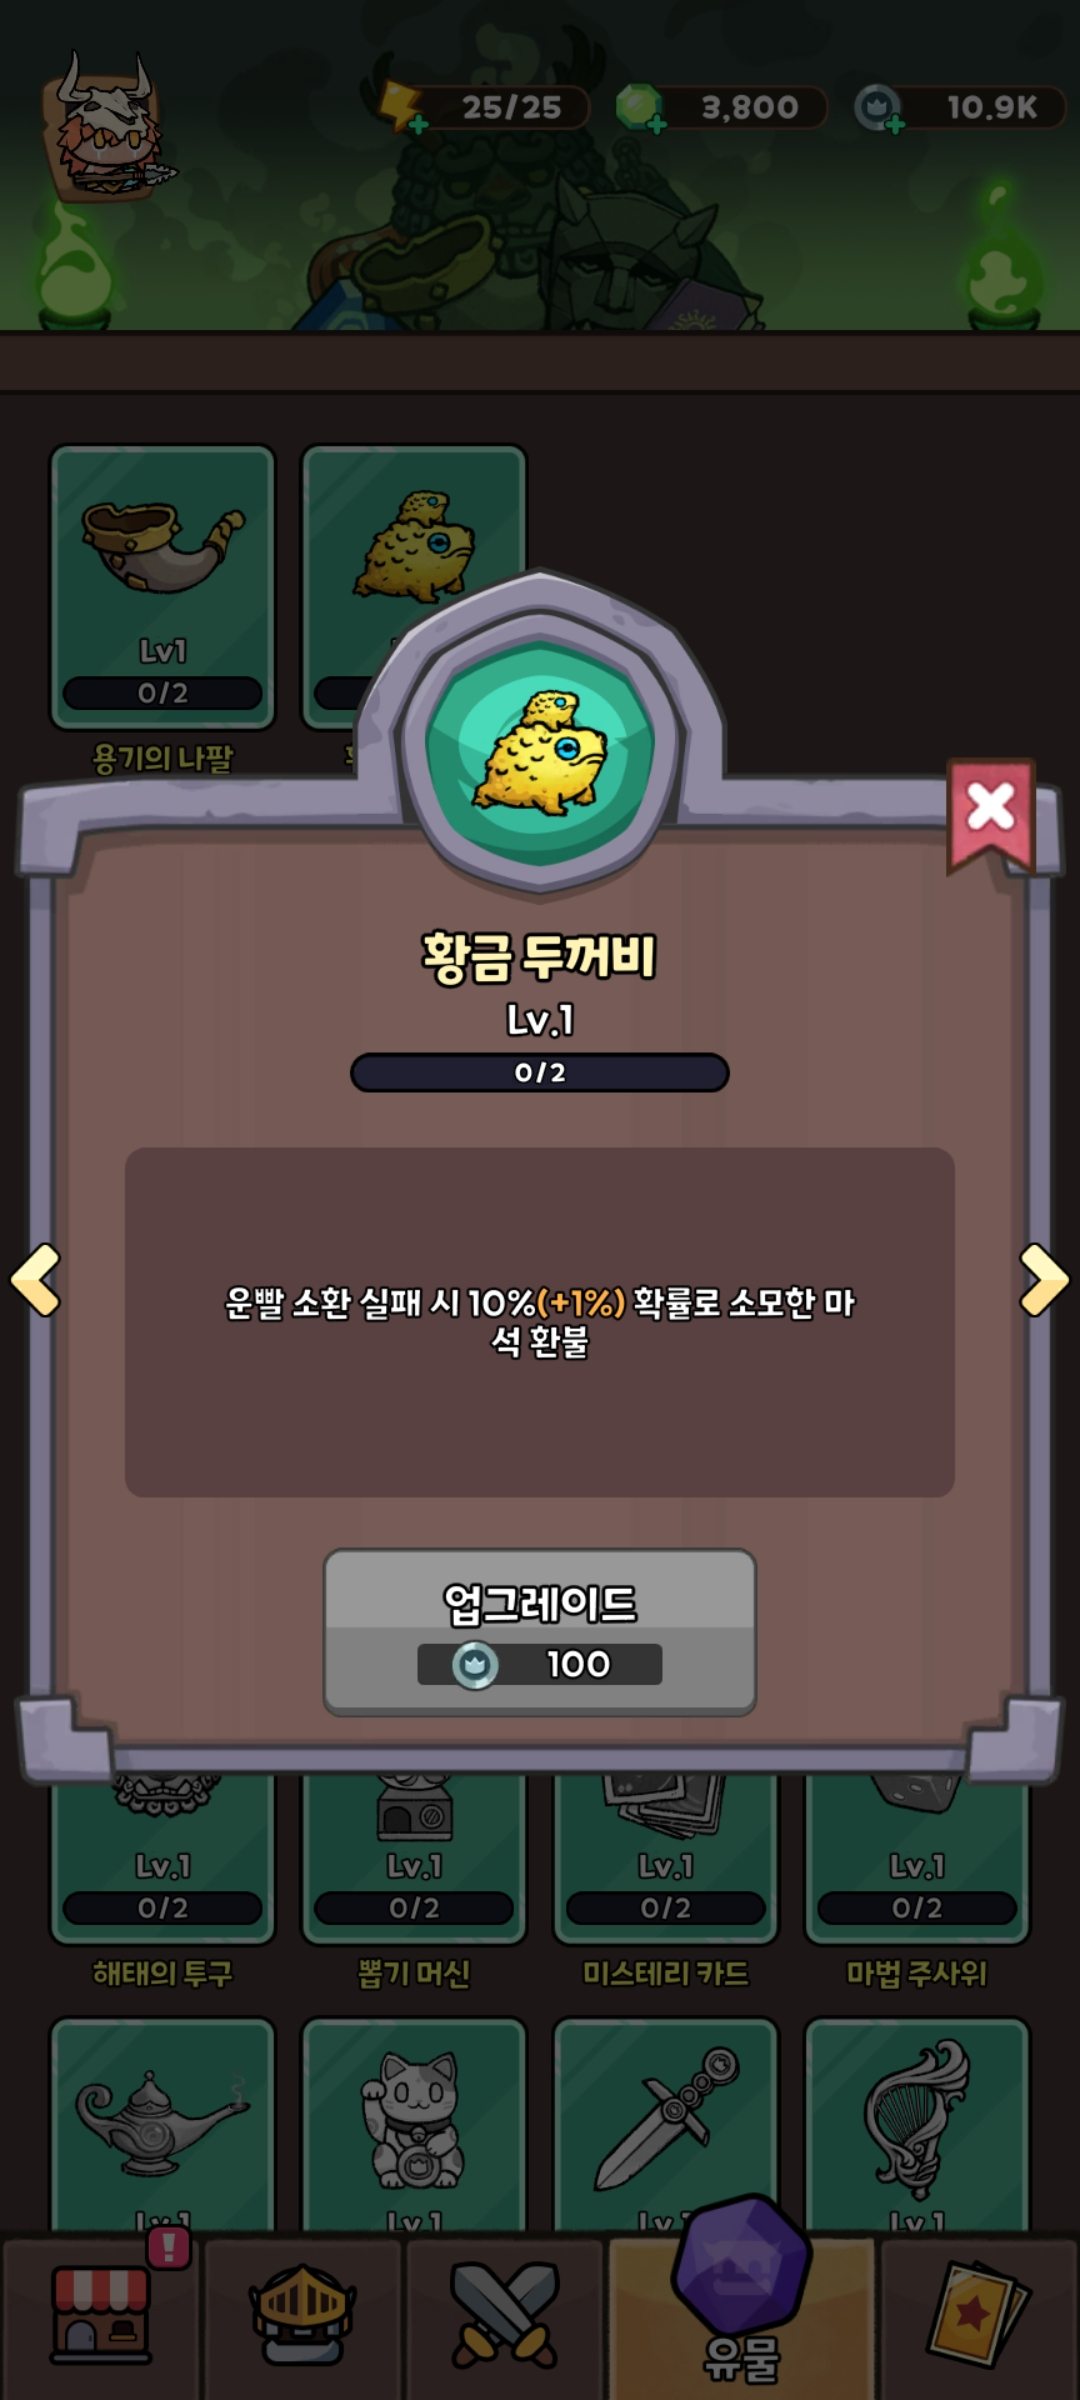 25/25
3,800
10.9K
Lv1
0/2
용기의 나팔
황금 두꺼비
Lv.1
0/2
운빨 소환 실패 시 10%(+1%) 확률로 소모한 마
석 환불
업그레이드
100
Lv.1
Lv.1
Lv.1
Lv.1
0/2
0/2
0/2
0/2
해태의 투구
뽑기 머신
미스테리 카드
마법 주사위
Lv.1
Lv.1
Lv.1
!
유물